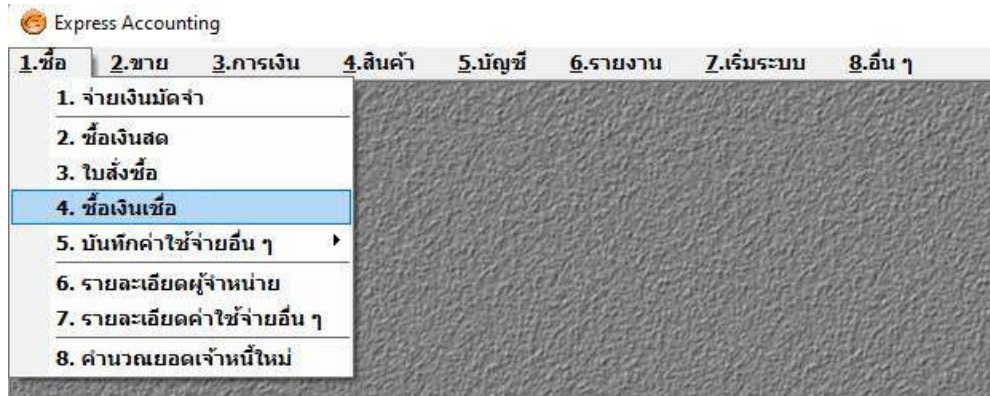 Express Accounting
1.ซื้อ 2.ขาย 3.การเงิน 4.สินค้า 5.บัญชี 6.รายงาน 7.เริ่มระบบ 8.อื่น ๆ
1. จ่ายเงินมัดจำ
2. ซื้อเงินสด
3. ใบสั่งซื้อ
4. ซื้อเงินเชื่อ
5. บันทึกค่าใช้จ่ายอื่น ๆ
6. รายละเอียดผู้จำหน่าย
7. รายละเอียดค่าใช้จ่ายอื่น ๆ
8. คำนวณยอดเจ้าหนี้ใหม่